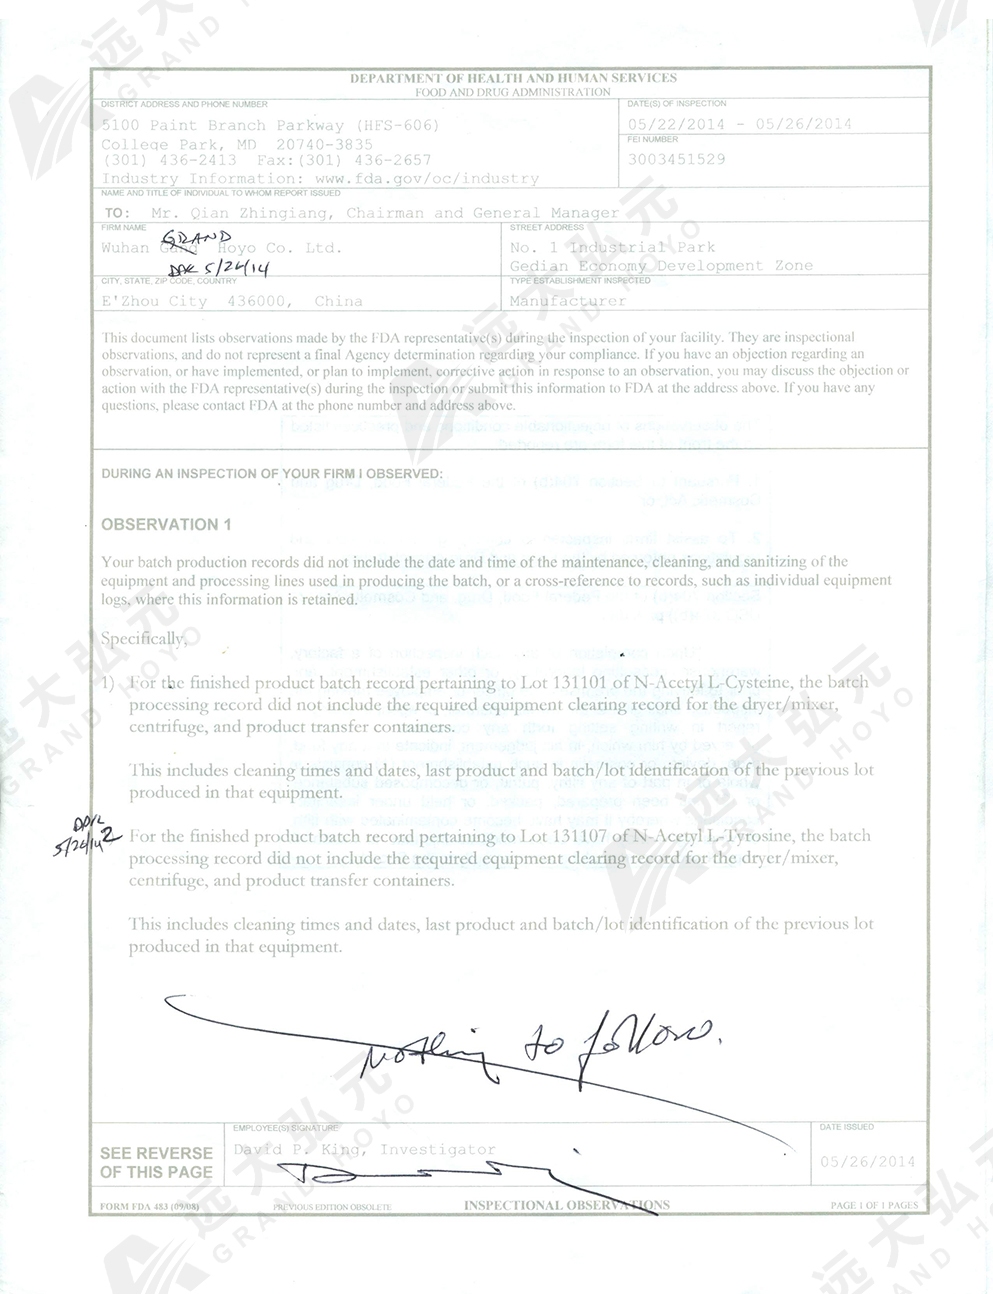 DEPARTMENT OF HEALTH AND HUMAN SERVICES
FOOD AND DRUG ADMINISTRATION
DISTRICT ADDRESS AND PHONE NUMBER
5100 Paint Branch Parkway (HFS-606)
College Park, MD 20740-3835
(301) 436-2413 Fax:(301) 436-2657
Industry Information: www.fda.gov/oc/industry
DATE(S) OF INSPECTION
05/22/2014 - 05/26/2014
FEI NUMBER
3003451529
NAME AND TITLE OF INDIVIDUAL TO WHOM REPORT ISSUED
TO: Mr. Qian Zhingiang, Chairman and General Manager
FIRM NAME
GRAND
Wuhan Hoyo Co. Ltd.
DPK 5/26/14
STREET ADDRESS
No. 1 Industrial Park
Gedian Economy Development Zone
CITY, STATE, ZIP CODE, COUNTRY
E'Zhou City 436000, China
TYPE ESTABLISHMENT INSPECTED
Manufacturer
This document lists observations made by the FDA representative(s) during the inspection of your facility. They are inspectional
observations, and do not represent a final Agency determination regarding your compliance. If you have an objection regarding an
observation, or have implemented, or plan to implement, corrective action in response to an observation, you may discuss the objection or
action with the FDA representative(s) during the inspection or submit this information to FDA at the address above. If you have any
questions, please contact FDA at the phone number and address above.
DURING AN INSPECTION OF YOUR FIRM I OBSERVED:
OBSERVATION 1
Your batch production records did not include the date and time of the maintenance, cleaning, and sanitizing of the
equipment and processing lines used in producing the batch, or a cross-reference to records, such as individual equipment
logs, where this information is retained.
Specifically,
1) For the finished product batch record pertaining to Lot 131101 of N-Acetyl L-Cysteine, the batch
processing record did not include the required equipment clearing record for the dryer/mixer,
centrifuge, and product transfer containers.
This includes cleaning times and dates, last product and batch/lot identification of the previous lot
produced in that equipment.
DPK
5/26/14 2 For the finished product batch record pertaining to Lot 131107 of N-Acetyl L-Tyrosine, the batch
processing record did not include the required equipment clearing record for the dryer/mixer,
centrifuge, and product transfer containers.
This includes cleaning times and dates, last product and batch/lot identification of the previous lot
produced in that equipment.
Nothing to follow.
SEE REVERSE
OF THIS PAGE
EMPLOYEE(S) SIGNATURE
David P. King, Investigator
DATE ISSUED
05/26/2014
FORM FDA 483 (09/08)
PREVIOUS EDITION OBSOLETE
INSPECTIONAL OBSERVATIONS
PAGE 1 OF 1 PAGES
远大弘元
GRAND HOYO